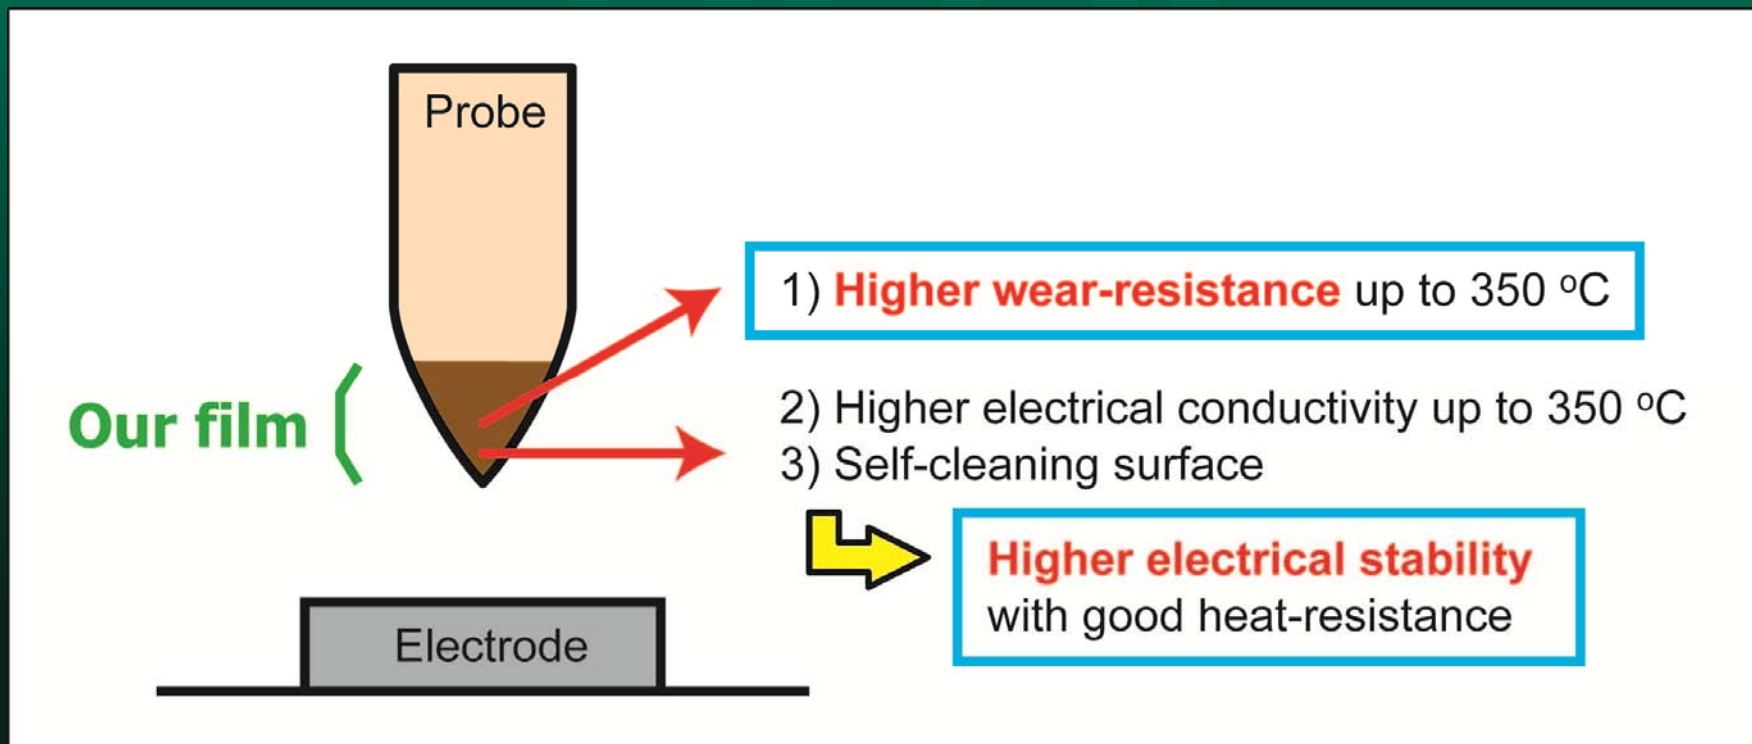 Probe
1) Higher wear-resistance up to 350 ºC
Our film
2) Higher electrical conductivity up to 350 ºC
3) Self-cleaning surface
Higher electrical stability
with good heat-resistance
Electrode